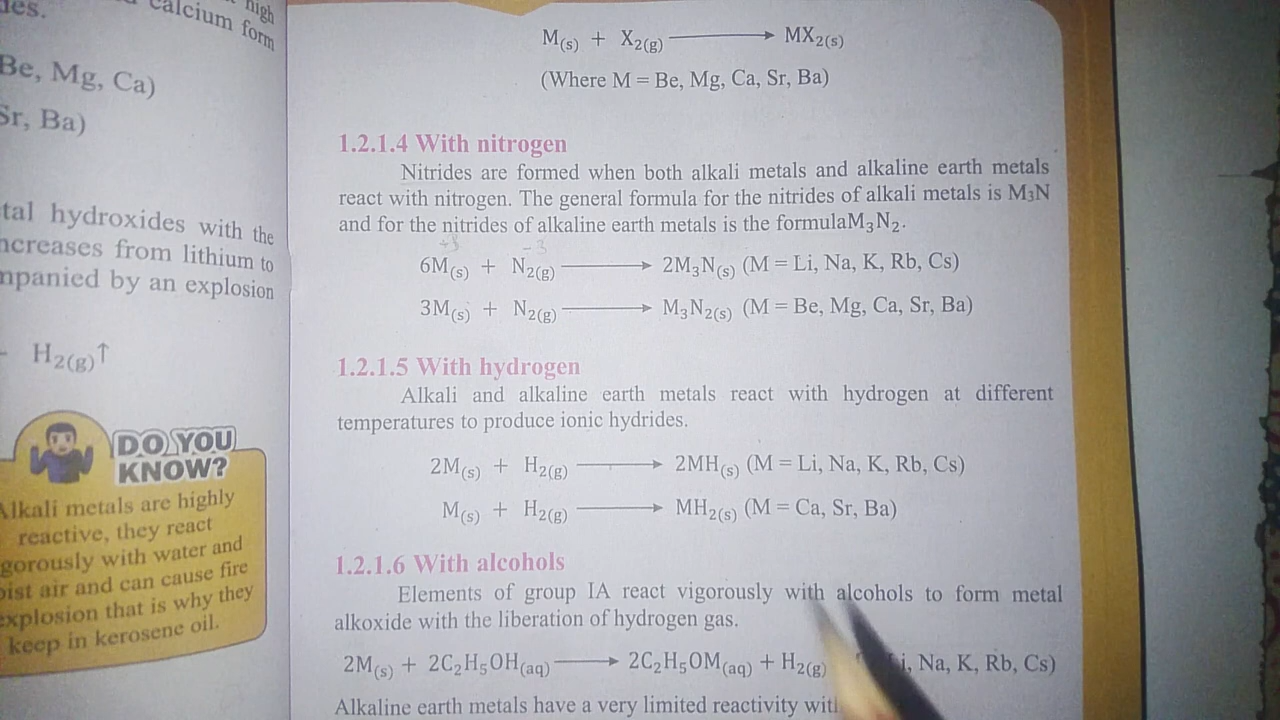 high
calcium form
Be, Mg, Ca)
Sr, Ba)
hydroxides with the
from lithium to
by an explosion
H2(g)↑
DO YOU
KNOW?
Alkali metals are highly
reactive, they react
with water and
air and can cause fire
explosion that is why they
keep in kerosene oil.
M(s) + X2(g) ⟶ MX2(s)
(Where M = Be, Mg, Ca, Sr, Ba)
1.2.1.4 With nitrogen
Nitrides are formed when both alkali metals and alkaline earth metals
react with nitrogen. The general formula for the nitrides of alkali metals is M3N
and for the nitrides of alkaline earth metals is the formulaM3N2.
-3
6M(s) + N2(g) ⟶ 2M3N(s) (M = Li, Na, K, Rb, Cs)
3M(s) + N2(g) ⟶ M3N2(s) (M = Be, Mg, Ca, Sr, Ba)
1.2.1.5 With hydrogen
Alkali and alkaline earth metals react with hydrogen at different
temperatures to produce ionic hydrides.
2M(s) + H2(g) ⟶ 2MH(s) (M = Li, Na, K, Rb, Cs)
M(s) + H2(g) ⟶ MH2(s) (M = Ca, Sr, Ba)
1.2.1.6 With alcohols
Elements of group IA react vigorously with alcohols to form metal
alkoxide with the liberation of hydrogen gas.
2M(s) + 2C2H5OH(aq) ⟶ 2C2H5OM(aq) + H2(g) Na, K, Rb, Cs)
Alkaline earth metals have a very limited reactivity